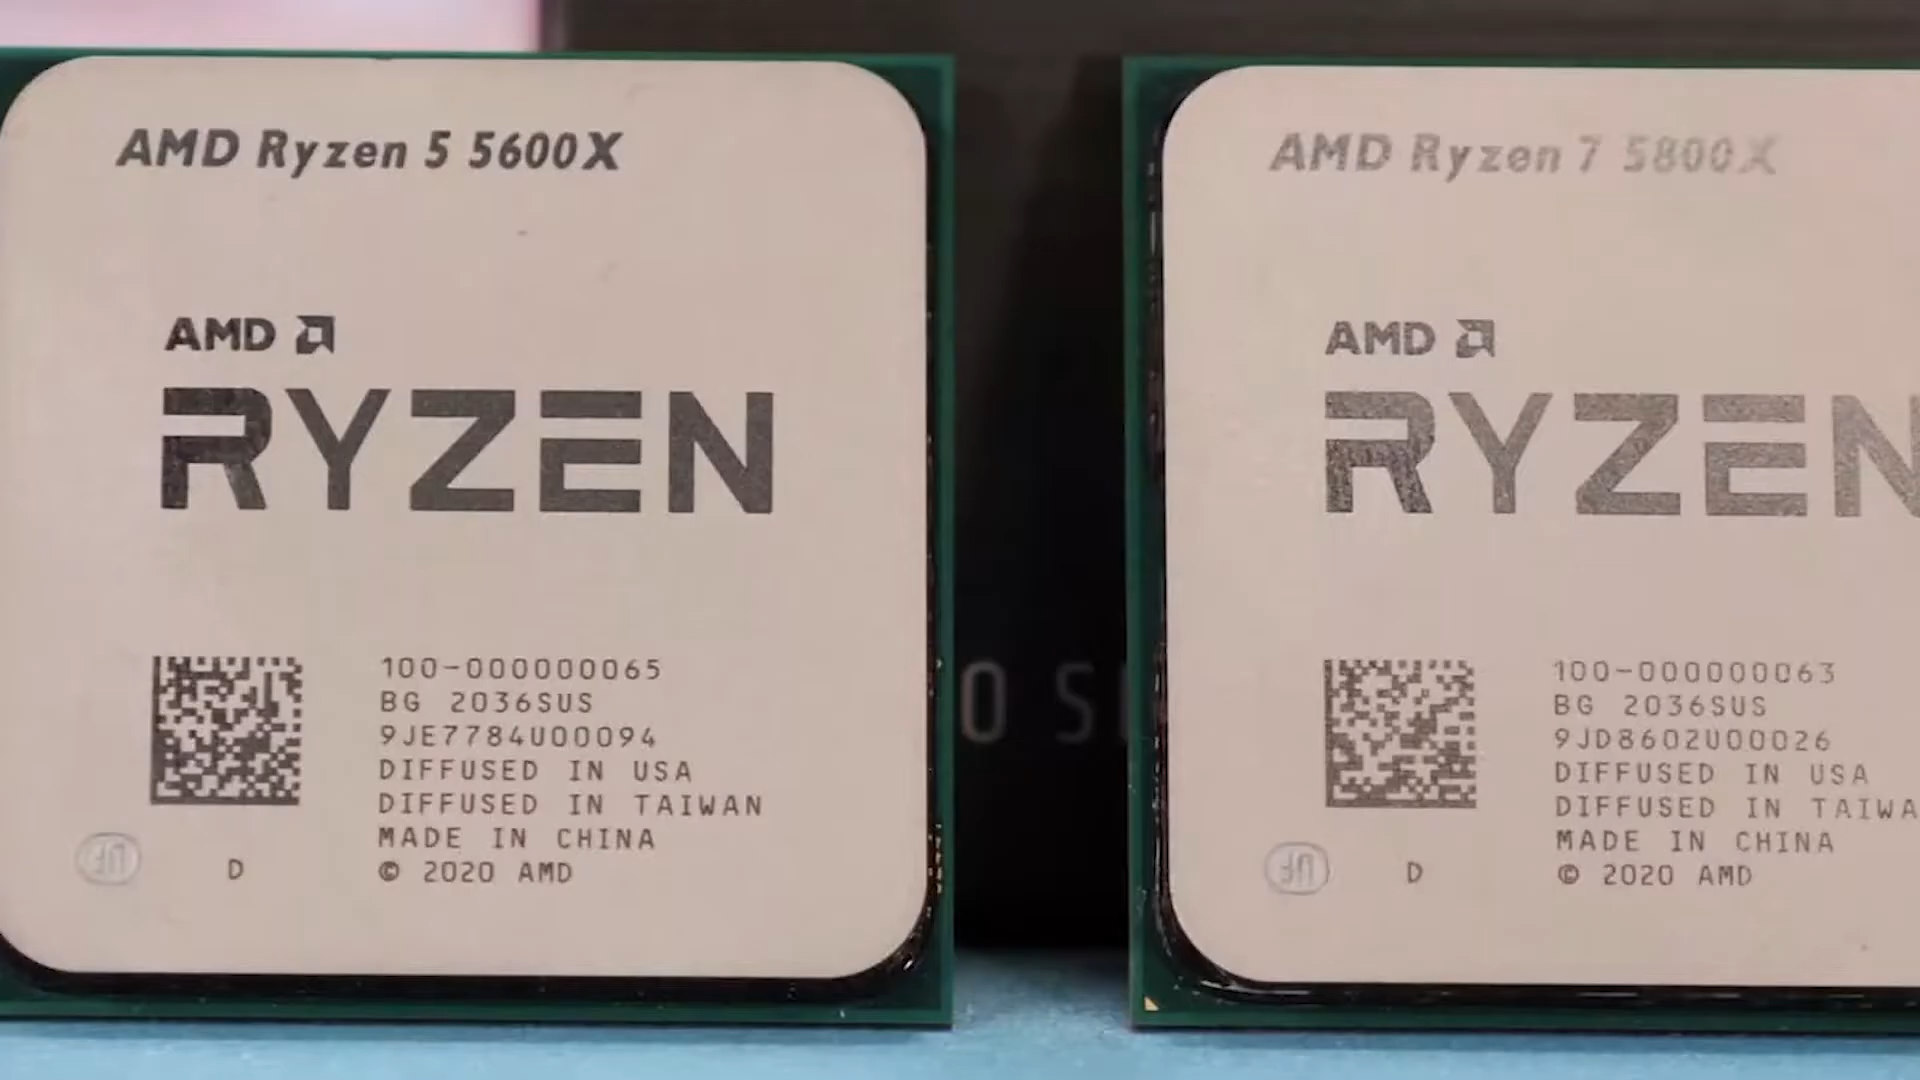 AMD Ryzen 5 5600X
AMD
RYZEN
100-000000065
BG 2036SUS
9JE7784U00094
DIFFUSED IN USA
DIFFUSED IN TAIWAN
MADE IN CHINA
D
© 2020 AMD
AMD Ryzen 7 5800X
AMD
RYZEN
100-000000063
BG 2036SUS
9JD8602U00026
DIFFUSED IN USA
DIFFUSED IN TAIWA
MADE IN CHINA
D
© 2020 AMD